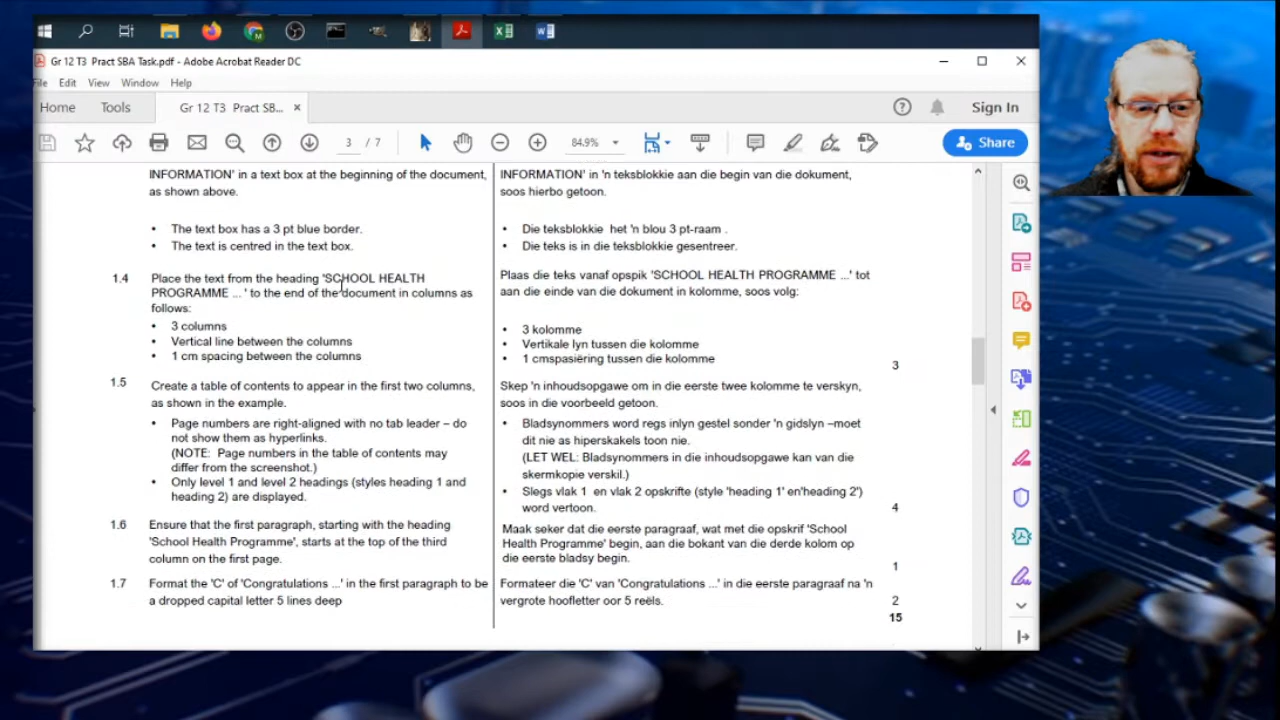 Gr 12 T3 Pract SBA Task.pdf - Adobe Acrobat Reader DC
File Edit View Window Help
Home Tools Gr 12 T3 Pract SB... × Sign In
3 / 7 84.9% Share
INFORMATION' in a text box at the beginning of the document,
as shown above.
• The text box has a 3 pt blue border.
• The text is centred in the text box.
1.4 Place the text from the heading 'SCHOOL HEALTH
PROGRAMME ... ' to the end of the document in columns as
follows:
• 3 columns
• Vertical line between the columns
• 1 cm spacing between the columns
1.5 Create a table of contents to appear in the first two columns,
as shown in the example.
• Page numbers are right-aligned with no tab leader – do
not show them as hyperlinks.
(NOTE: Page numbers in the table of contents may
differ from the screenshot.)
• Only level 1 and level 2 headings (styles heading 1 and
heading 2) are displayed.
1.6 Ensure that the first paragraph, starting with the heading
'School Health Programme', starts at the top of the third
column on the first page.
1.7 Format the 'C' of 'Congratulations ...' in the first paragraph to be
a dropped capital letter 5 lines deep
INFORMATION' in 'n teksblokkie aan die begin van die dokument,
soos hierbo getoon.
• Die teksblokkie het 'n blou 3 pt-raam .
• Die teks is in die teksblokkie gesentreer.
Plaas die teks vanaf opspik 'SCHOOL HEALTH PROGRAMME ...' tot
aan die einde van die dokument in kolomme, soos volg:
• 3 kolomme
• Vertikale lyn tussen die kolomme
• 1 cmspasiëring tussen die kolomme
3
Skep 'n inhoudsopgawe om in die eerste twee kolomme te verskyn,
soos in die voorbeeld getoon.
• Bladsynommers word regs inlyn gestel sonder 'n gidslyn –moet
dit nie as hiperskakels toon nie.
(LET WEL: Bladsynommers in die inhoudsopgawe kan van die
skermkopie verskil.)
• Slegs vlak 1 en vlak 2 opskrifte (style 'heading 1' en'heading 2')
word vertoon.
4
Maak seker dat die eerste paragraaf, wat met die opskrif 'School
Health Programme' begin, aan die bokant van die derde kolom op
die eerste bladsy begin.
1
Formateer die 'C' van 'Congratulations ...' in die eerste paragraaf na 'n
vergrote hoofletter oor 5 reëls.
2
15